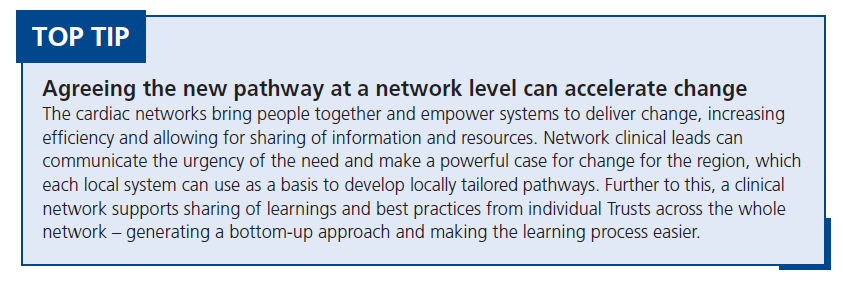 TOP TIP
Agreeing the new pathway at a network level can accelerate change
The cardiac networks bring people together and empower systems to deliver change, increasing
efficiency and allowing for sharing of information and resources. Network clinical leads can
communicate the urgency of the need and make a powerful case for change for the region, which
each local system can use as a basis to develop locally tailored pathways. Further to this, a clinical
network supports sharing of learnings and best practices from individual Trusts across the whole
network – generating a bottom-up approach and making the learning process easier.